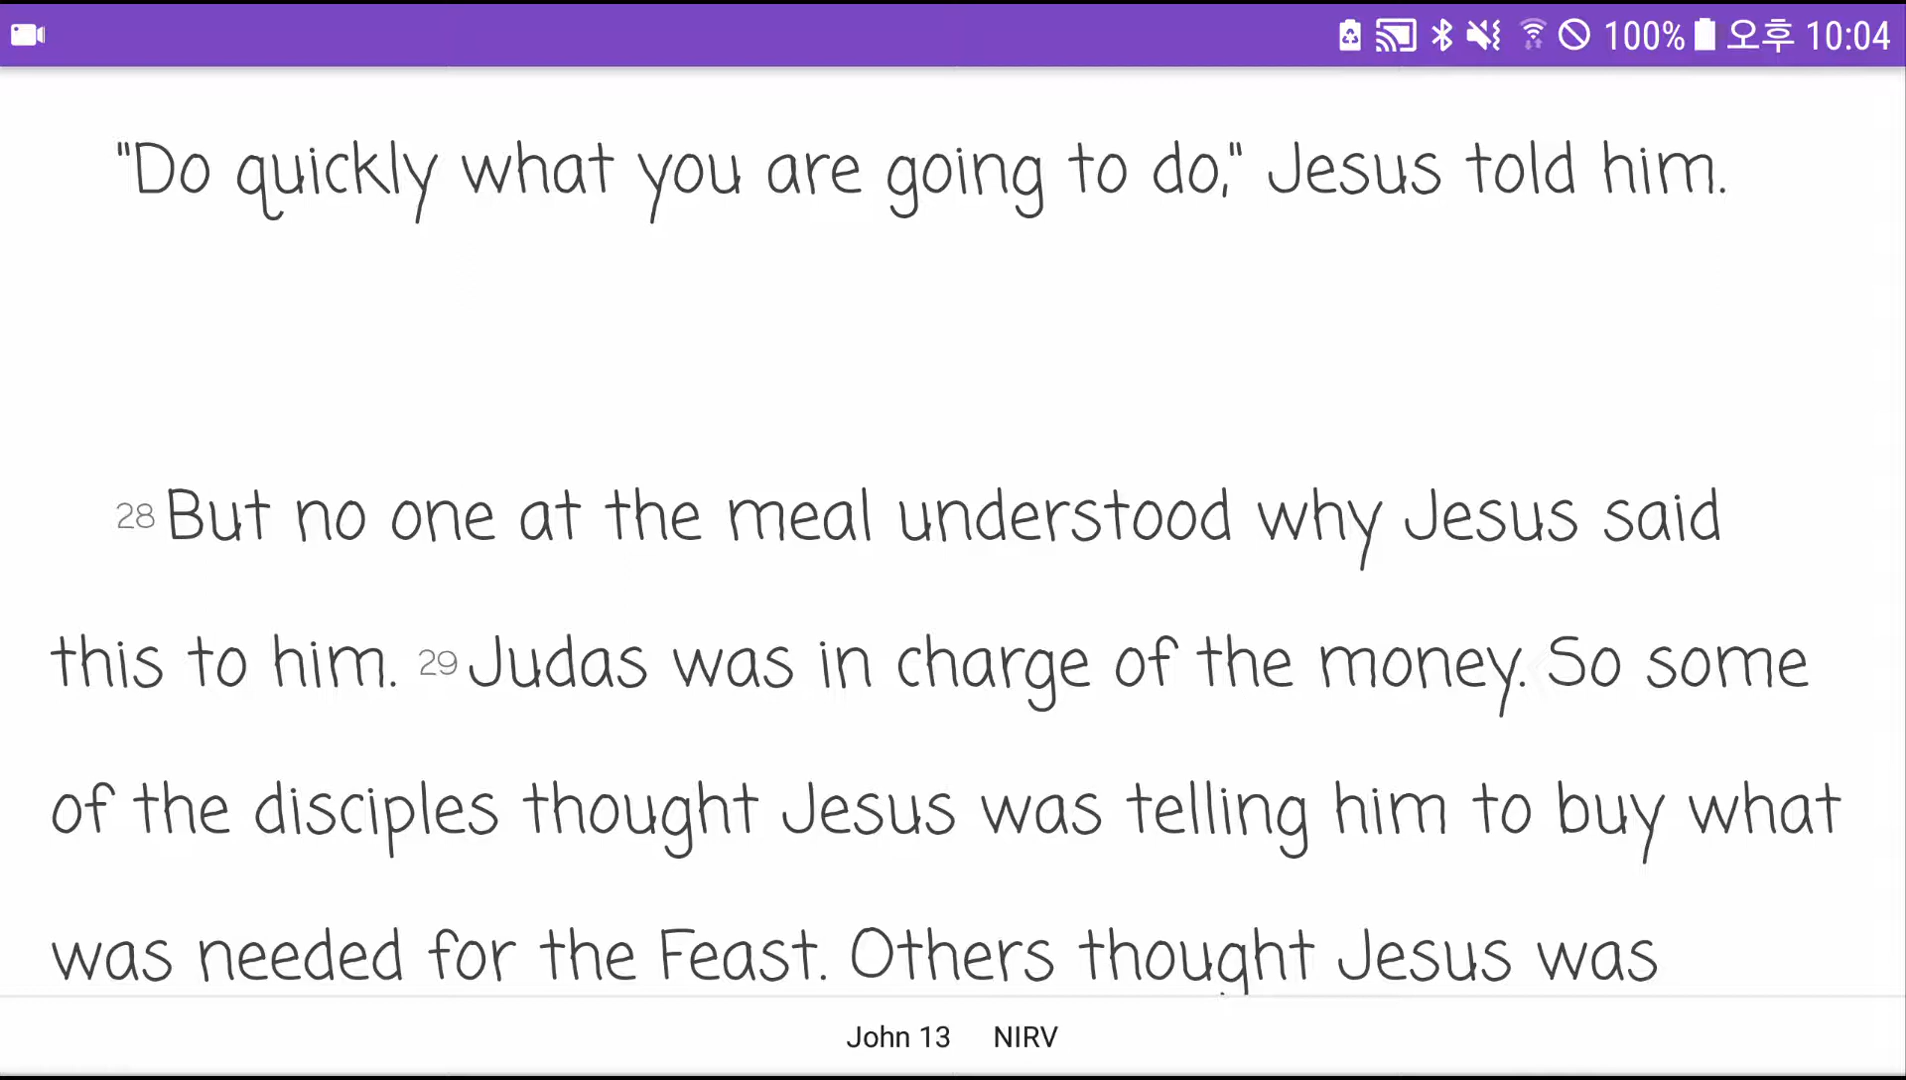 100% 오후 10:04
"Do quickly what you are going to do," Jesus told him.
28 But no one at the meal understood why Jesus said
this to him. 29 Judas was in charge of the money. So some
of the disciples thought Jesus was telling him to buy what
was needed for the Feast. Others thought Jesus was
John 13 NIRV